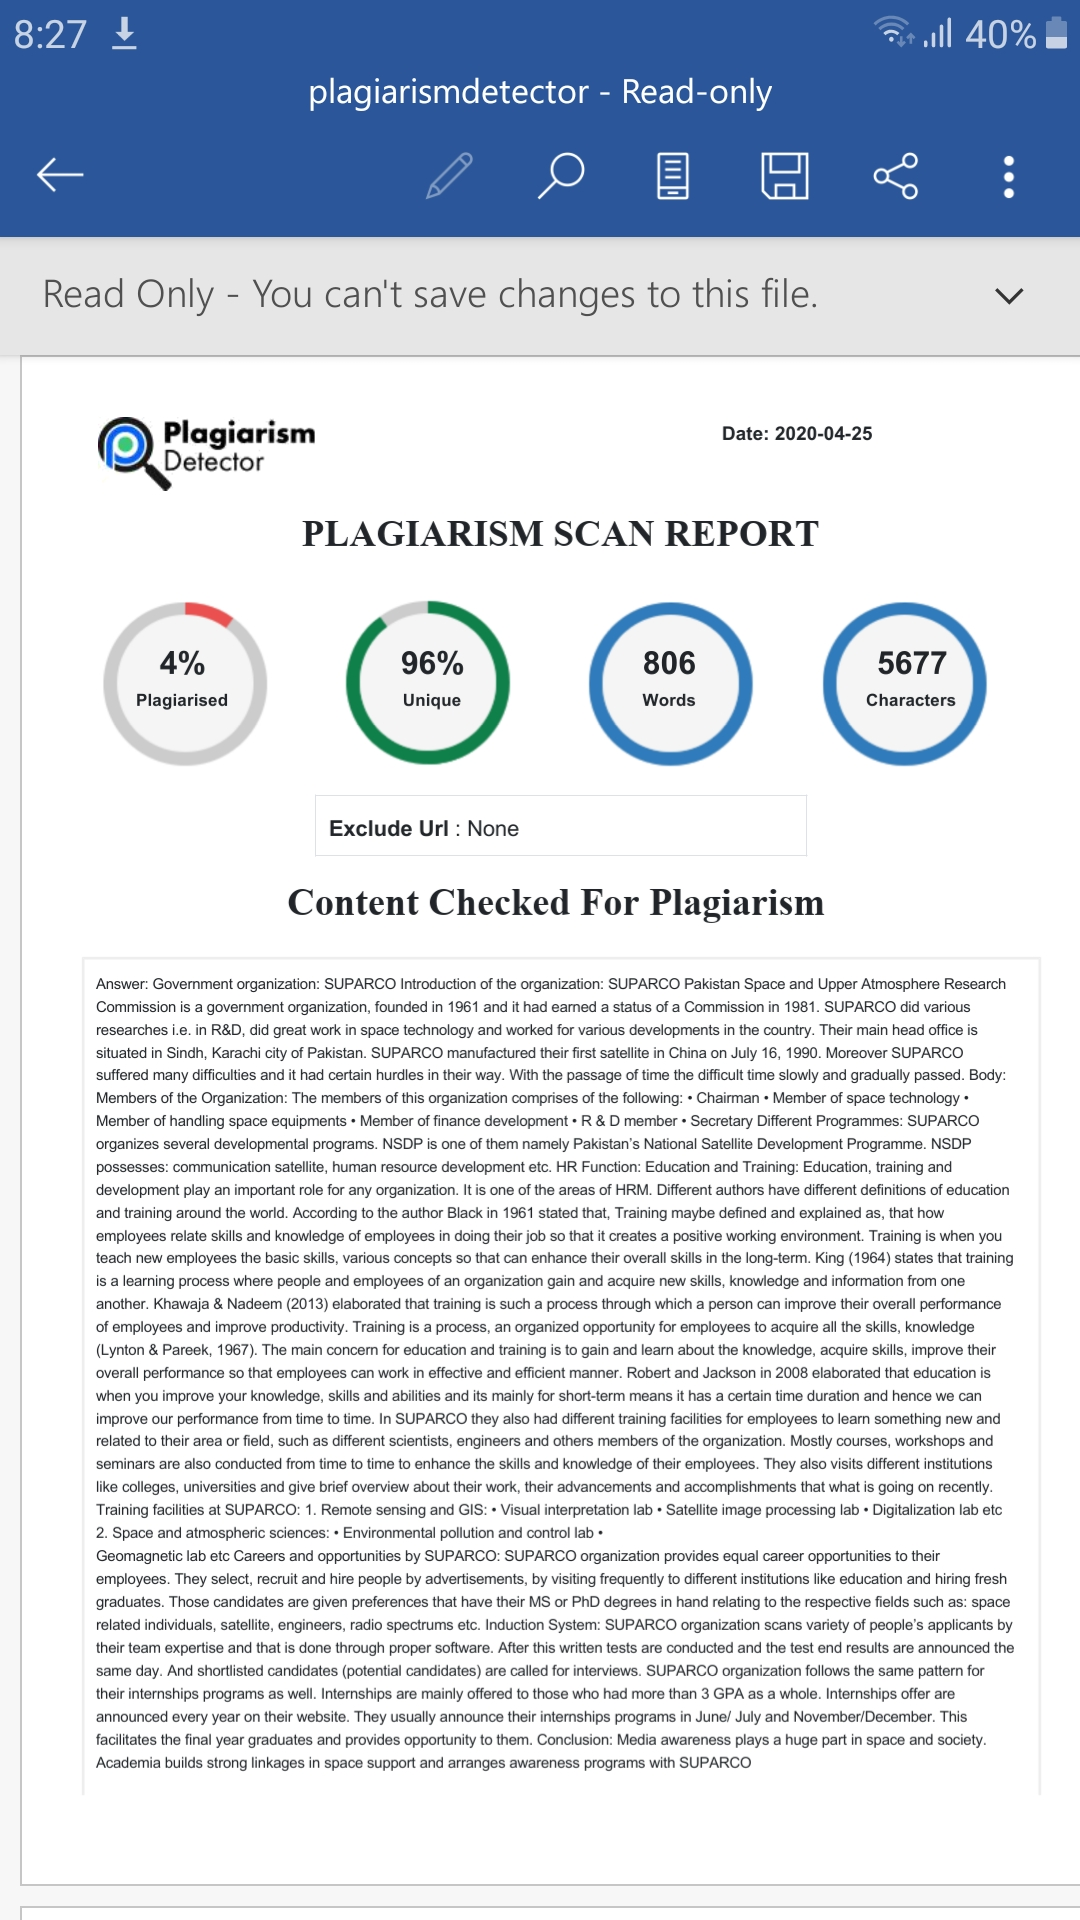 8:27
40%
plagiarismdetector - Read-only
Read Only - You can't save changes to this file.
Plagiarism
Detector
Date: 2020-04-25
PLAGIARISM SCAN REPORT
4%
Plagiarised
96%
Unique
806
Words
5677
Characters
Exclude Url : None
Content Checked For Plagiarism
Answer: Government organization: SUPARCO Introduction of the organization: SUPARCO Pakistan Space and Upper Atmosphere Research
Commission is a government organization, founded in 1961 and it had earned a status of a Commission in 1981. SUPARCO did various
researches i.e. in R&D, did great work in space technology and worked for various developments in the country. Their main head office is
situated in Sindh, Karachi city of Pakistan. SUPARCO manufactured their first satellite in China on July 16, 1990. Moreover SUPARCO
suffered many difficulties and it had certain hurdles in their way. With the passage of time the difficult time slowly and gradually passed. Body:
Members of the Organization: The members of this organization comprises of the following: • Chairman • Member of space technology •
Member of handling space equipments • Member of finance development • R & D member • Secretary Different Programmes: SUPARCO
organizes several developmental programs. NSDP is one of them namely Pakistan's National Satellite Development Programme. NSDP
possesses: communication satellite, human resource development etc. HR Function: Education and Training: Education, training and
development play an important role for any organization. It is one of the areas of HRM. Different authors have different definitions of education
and training around the world. According to the author Black in 1961 stated that, Training maybe defined and explained as, that how
employees relate skills and knowledge of employees in doing their job so that it creates a positive working environment. Training is when you
teach new employees the basic skills, various concepts so that can enhance their overall skills in the long-term. King (1964) states that training
is a learning process where people and employees of an organization gain and acquire new skills, knowledge and information from one
another. Khawaja & Nadeem (2013) elaborated that training is such a process through which a person can improve their overall performance
of employees and improve productivity. Training is a process, an organized opportunity for employees to acquire all the skills, knowledge
(Lynton & Pareek, 1967). The main concern for education and training is to gain and learn about the knowledge, acquire skills, improve their
overall performance so that employees can work in effective and efficient manner. Robert and Jackson in 2008 elaborated that education is
when you improve your knowledge, skills and abilities and its mainly for short-term means it has a certain time duration and hence we can
improve our performance from time to time. In SUPARCO they also had different training facilities for employees to learn something new and
related to their area or field, such as different scientists, engineers and others members of the organization. Mostly courses, workshops and
seminars are also conducted from time to time to enhance the skills and knowledge of their employees. They also visits different institutions
like colleges, universities and give brief overview about their work, their advancements and accomplishments that what is going on recently.
Training facilities at SUPARCO: 1. Remote sensing and GIS: • Visual interpretation lab • Satellite image processing lab • Digitalization lab etc
2. Space and atmospheric sciences: • Environmental pollution and control lab •
Geomagnetic lab etc Careers and opportunities by SUPARCO: SUPARCO organization provides equal career opportunities to their
employees. They select, recruit and hire people by advertisements, by visiting frequently to different institutions like education and hiring fresh
graduates. Those candidates are given preferences that have their MS or PhD degrees in hand relating to the respective fields such as: space
related individuals, satellite, engineers, radio spectrums etc. Induction System: SUPARCO organization scans variety of people's applicants by
their team expertise and that is done through proper software. After this written tests are conducted and the test end results are announced the
same day. And shortlisted candidates (potential candidates) are called for interviews. SUPARCO organization follows the same pattern for
their internships programs as well. Internships are mainly offered to those who had more than 3 GPA as a whole. Internships offer are
announced every year on their website. They usually announce their internships programs in June/ July and November/December. This
facilitates the final year graduates and provides opportunity to them. Conclusion: Media awareness plays a huge part in space and society.
Academia builds strong linkages in space support and arranges awareness programs with SUPARCO